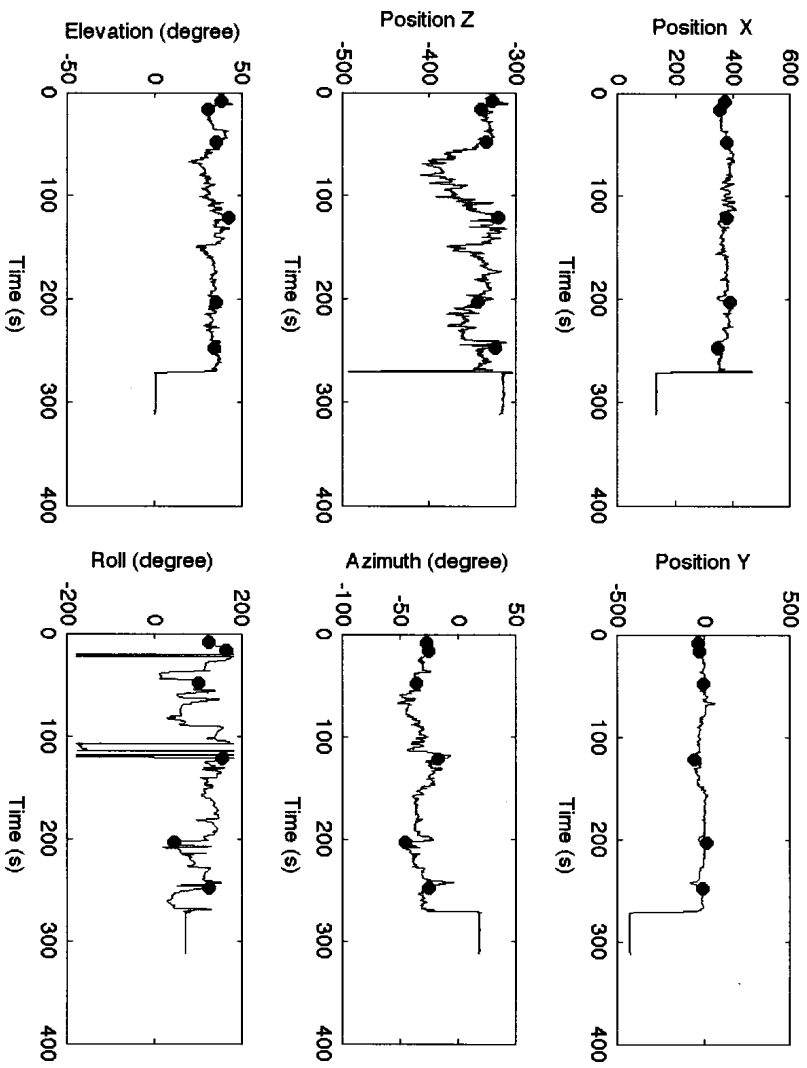 Position X
600
400
200
0
0 100 200 300 400
Time (s)
Position Y
500
0
-500
0 100 200 300 400
Time (s)
Position Z
-300
-400
-500
0 100 200 300 400
Time (s)
Azimuth (degree)
50
0
-50
-100
0 100 200 300 400
Time (s)
Elevation (degree)
50
0
-50
0 100 200 300 400
Time (s)
Roll (degree)
200
0
-200
0 100 200 300 400
Time (s)